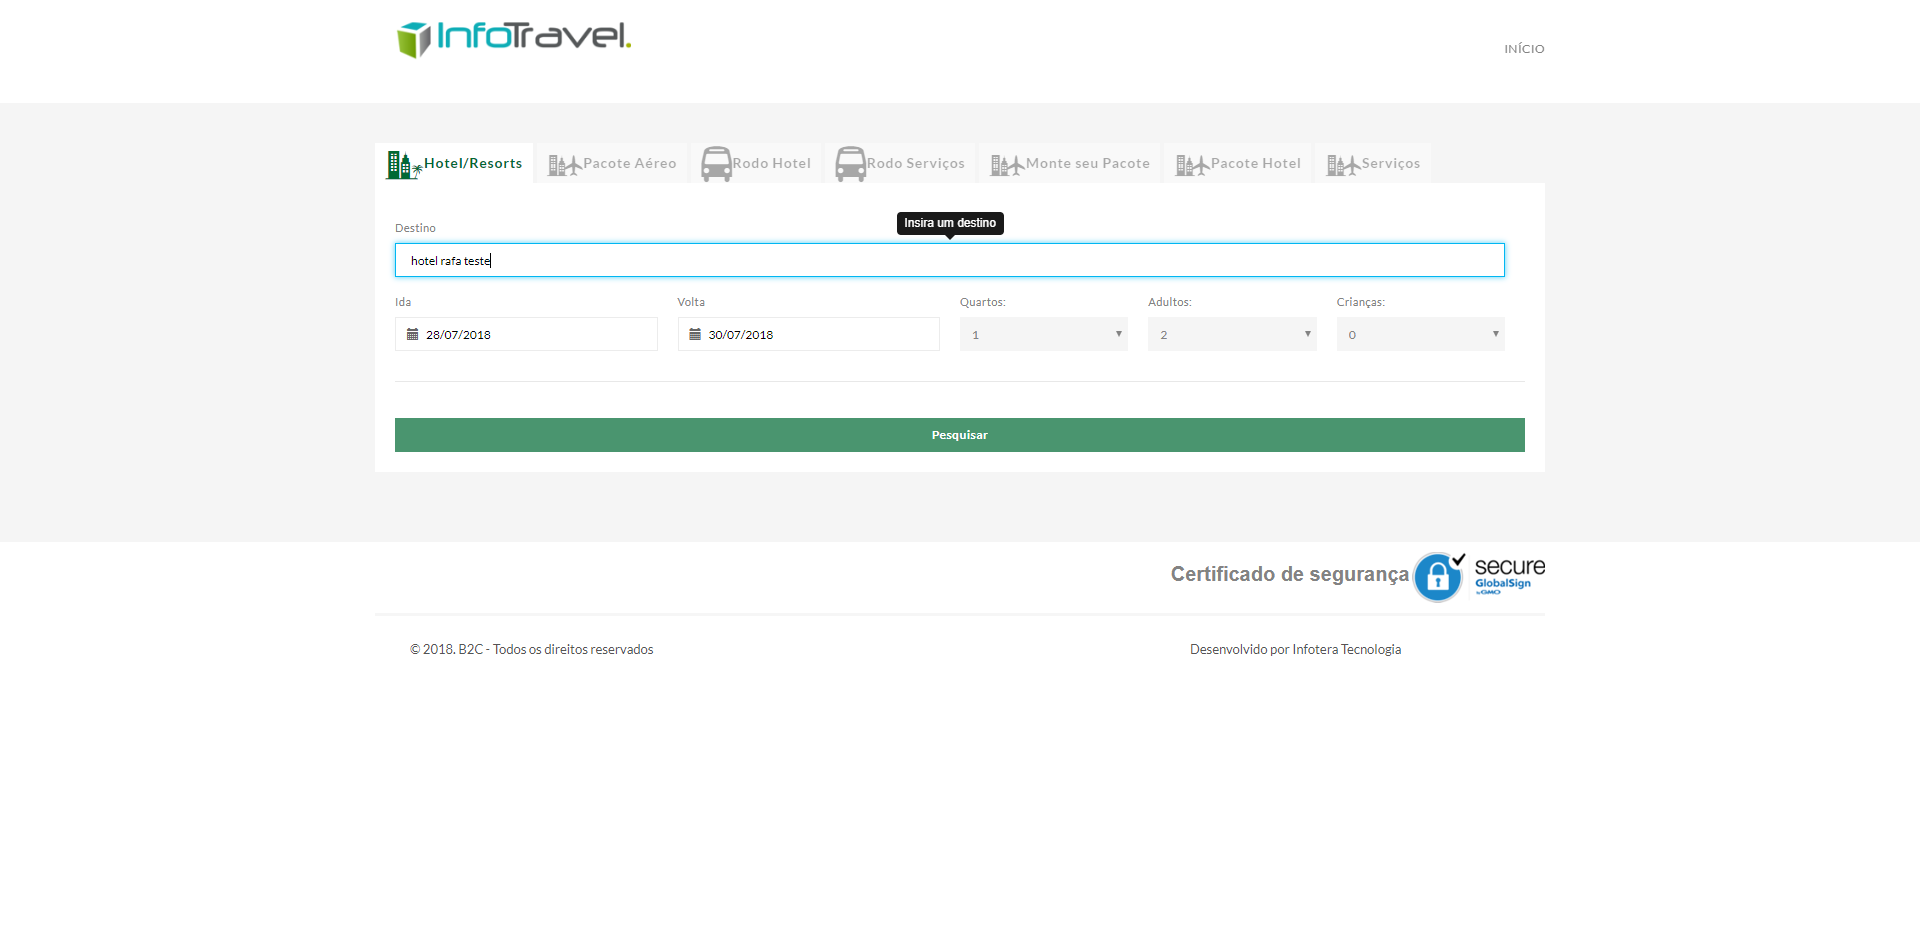 InfoTravel.
INÍCIO
Hotel/Resorts Pacote Aéreo Rodo Hotel Rodo Serviços Monte seu Pacote Pacote Hotel Serviços
Insira um destino
Destino
hotel rafa teste
Ida Volta Quartos: Adultos: Crianças:
28/07/2018 30/07/2018 1 2 0
Pesquisar
Certificado de segurança secure
GlobalSign
by GMO
© 2018. B2C - Todos os direitos reservados Desenvolvido por Infotera Tecnologia